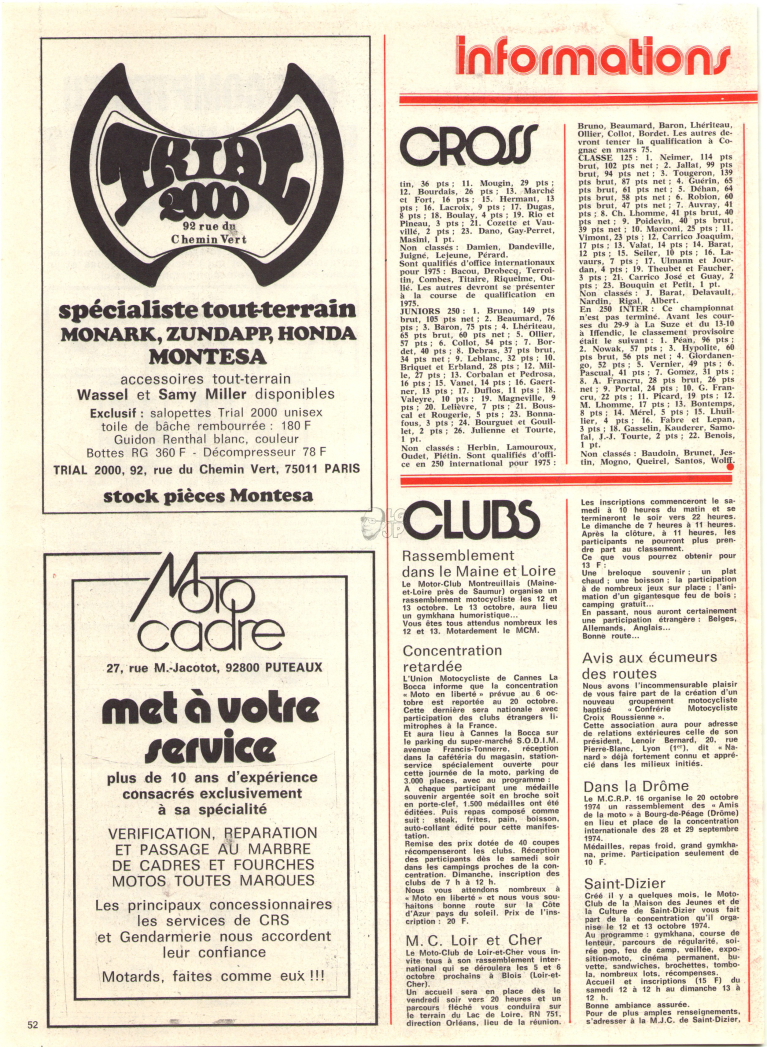 TRIAL
2000
92 rue du
Chemin Vert
spécialiste tout-terrain
MONARK, ZUNDAPP, HONDA
MONTESA
accessoires tout-terrain
Wassel et Samy Miller disponibles
Exclusif : salopettes Trial 2000 unisex
toile de bâche rembourrée : 180 F
Guidon Renthal blanc, couleur
Bottes RG 360 F - Décompresseur 78 F
TRIAL 2000, 92, rue du Chemin Vert, 75011 PARIS
stock pièces Montesa
Moto
cadre
27, rue M.-Jacotot, 92800 PUTEAUX
met à votre
service
plus de 10 ans d'expérience
consacrés exclusivement
à sa spécialité
VERIFICATION, REPARATION
ET PASSAGE AU MARBRE
DE CADRES ET FOURCHES
MOTOS TOUTES MARQUES
Les principaux concessionnaires
les services de CRS
et Gendarmerie nous accordent
leur confiance
Motards, faites comme eux !!!
52
informations
CROSS
tin, 36 pts ; 11. Mougin, 29 pts ;
12. Bourdais, 26 pts ; 13. Marché
et Fort, 16 pts ; 15. Hermant, 13
pts ; 16. Lacroix, 9 pts ; 17. Dugas,
8 pts ; 18. Boulay, 4 pts ; 19. Rio et
Pineau, 3 pts ; 21. Cozette et Vau-
villé, 2 pts ; 23. Dano, Gay-Perret,
Masini, 1 pt.
Non classés : Damien, Dandeville,
Juigné, Lejeune, Pérard.
Sont qualifiés d'office internationaux
pour 1975 : Bacou, Drobecq, Terroi-
tin, Combes, Titaire, Riquelme, Ou-
lié. Les autres devront se présenter
à la course de qualification en
1975.
JUNIORS 250 : 1. Bruno, 149 pts
brut, 105 pts net ; 2. Beaumard, 76
pts ; 3. Baron, 75 pts ; 4. Lhériteau,
65 pts brut, 60 pts net ; 5. Ollier,
57 pts ; 6. Collot, 54 pts ; 7. Bor-
det, 40 pts ; 8. Debras, 37 pts brut,
34 pts net ; 9. Leblanc, 32 pts ; 10.
Briquet et Erbland, 28 pts ; 12. Mil-
le, 27 pts ; 13. Corbalan et Pedrosa,
16 pts ; 15. Vanet, 14 pts ; 16. Gaert-
ner, 13 pts ; 17. Duflos, 11 pts ; 18.
Valeyre, 10 pts ; 19. Magneville, 9
pts ; 20. Lelièvre, 7 pts ; 21. Bous-
cal et Rougerie, 5 pts ; 23. Bonna-
fous, 3 pts ; 24. Bourguet et Gouil-
let, 2 pts ; 26. Julienne et Tourte,
1 pt.
Non classés : Herbin, Lamouroux,
Oudet, Piétin. Sont qualifiés d'offi-
ce en 250 international pour 1975 :
Bruno, Beaumard, Baron, Lhériteau,
Ollier, Collot, Bordet. Les autres de-
vront tenter la qualification à Co-
gnac en mars 75.
CLASSE 125 : 1. Neimer, 114 pts
brut, 102 pts net ; 2. Jallat, 99 pts
brut, 94 pts net ; 3. Tougeron, 139
pts brut, 87 pts net ; 4. Guérin, 65
pts brut, 61 pts net ; 5. Déhan, 64
pts brut, 58 pts net ; 6. Robion, 60
pts brut, 47 pts net ; 7. Auvray, 41
pts ; 8. Ch. Lhomme, 41 pts brut, 40
pts net ; 9. Poidevin, 40 pts brut,
39 pts net ; 10. Marconi, 25 pts ; 11.
Vimont, 23 pts ; 12. Carrico Joaquim,
17 pts ; 13. Valat, 14 pts ; 14. Barat,
12 pts ; 15. Seiler, 10 pts ; 16. La-
vaurs, 7 pts ; 17. Ulmann et Jour-
dan, 4 pts ; 19. Theubet et Faucher,
3 pts ; 21. Carrico José et Guay, 2
pts ; 23. Bouquin et Petit, 1 pt.
Non classés : J. Barat, Delavault,
Nardin, Rigal, Albert.
En 250 INTER : Ce championnat
n'est pas terminé. Avant les cour-
ses du 29-9 à La Suze et du 13-10
à Iffendic, le classement provisoire
était le suivant : 1. Péan, 96 pts ;
2. Nowak, 57 pts ; 3. Hypolite, 60
pts brut, 56 pts net ; 4. Giordanen-
go, 52 pts ; 5. Vernier, 49 pts ; 6.
Pascual, 41 pts ; 7. Gomez, 31 pts ;
8. A. Francru, 28 pts brut, 26 pts
net ; 9. Portal, 24 pts ; 10. G. Fran-
cru, 22 pts ; 11. Picard, 19 pts ; 12.
M. Lhomme, 17 pts ; 13. Bontemps,
8 pts ; 14. Mérel, 5 pts ; 15. Lhuil-
lier, 4 pts ; 16. Fabre et Lepan,
3 pts ; 18. Gasselin, Kauderer, Samo-
fal, J.-J. Tourte, 2 pts ; 22. Benois,
1 pt.
Non classés : Baudoin, Brunet, Jes-
tin, Mogno, Queirel, Santos, Wolff.
CLUBS
Rassemblement
dans le Maine et Loire
Le Motor-Club Montreuillais (Maine-
et-Loire près de Saumur) organise un
rassemblement motocycliste les 12 et
13 octobre. Le 13 octobre, aura lieu
un gymkhana humoristique...
Vous êtes tous attendus nombreux les
12 et 13. Motardement le MCM.
Concentration
retardée
L'Union Motocycliste de Cannes La
Bocca informe que la concentration
« Moto en liberté » prévue au 6 oc-
tobre est reportée au 20 octobre.
Cette dernière sera nationale avec
participation des clubs étrangers li-
mitrophes à la France.
Et aura lieu à Cannes la Bocca sur
le parking du super-marché S.O.D.I.M.
avenue Francis-Tonnerre, réception
dans la cafétéria du magasin, station-
service spécialement ouverte pour
cette journée de la moto, parking de
3.000 places, avec au programme :
A chaque participant une médaille
souvenir argentée soit en broche soit
en porte-clef, 1.500 médailles ont été
éditées. Puis repas composé comme
suit : steak, frites, pain, boisson,
auto-collant édité pour cette manifes-
tation.
Remise des prix dotée de 40 coupes
récompenseront les clubs. Réception
des participants dès le samedi soir
dans les campings proches de la con-
centration. Dimanche, inscription des
clubs de 7 h à 12 h.
Nous vous attendons nombreux à
« Moto en liberté » et nous vous sou-
haitons bonne route sur la Côte
d'Azur pays du soleil. Prix de l'ins-
cription : 20 F.
M. C. Loir et Cher
Le Moto-Club de Loir-et-Cher vous in-
vite tous à son rassemblement inter-
national qui se déroulera les 5 et 6
octobre prochains à Blois (Loir-et-
Cher).
Un accueil sera en place dès le
vendredi soir vers 20 heures et un
parcours fléché vous conduira sur
le terrain du Lac de Loire, RN 751,
direction Orléans, lieu de la réunion.
Les inscriptions commenceront le sa-
medi à 10 heures du matin et se
termineront le soir vers 22 heures.
Le dimanche de 7 heures à 11 heures.
Après la clôture, à 11 heures, les
participants ne pourront plus pren-
dre part au classement.
Ce que vous pourrez obtenir pour
13 F :
Une breloque souvenir ; un plat
chaud ; une boisson ; la participation
à de nombreux jeux sur place ; l'ani-
mation d'un gigantesque feu de bois ;
camping gratuit...
En passant, nous auront certainement
une participation étrangère : Belges,
Allemands, Anglais...
Bonne route...
Avis aux écumeurs
des routes
Nous avons l'incommensurable plaisir
de vous faire part de la création d'un
nouveau groupement motocycliste
baptisé « Confrérie Motocycliste
Croix Roussienne ».
Cette association aura pour adresse
de relations extérieures celle de son
président, Lenoir Bernard, 20, rue
Pierre-Blanc, Lyon (1er), dit « Na-
nard » déjà fortement connu et appré-
cié dans les milieux initiés.
Dans la Drôme
Le M.C.R.P. 16 organise le 20 octobre
1974 un rassemblement des « Amis
de la moto » à Bourg-de-Péage (Drôme)
en lieu et place de la concentration
internationale des 28 et 29 septembre
1974.
Médailles, repas froid, grand gymkha-
na, prime. Participation seulement de
10 F.
Saint-Dizier
Créé il y a quelques mois, le Moto-
Club de la Maison des Jeunes et de
la Culture de Saint-Dizier vous fait
part de la concentration qu'il orga-
nise le 12 et 13 octobre 1974.
Au programme : gymkhana, course de
lenteur, parcours de régularité, soi-
rée pop, feu de camp, veillée, expo-
sition-moto, cinéma permanent, bu-
vette, sandwiches, brochettes, tombo-
la, nombreux lots, récompenses.
Accueil et inscriptions (15 F) du
samedi 12 à 12 h au dimanche 13 à
12 h.
Bonne ambiance assurée.
Pour de plus amples renseignements,
s'adresser à la M.J.C. de Saint-Dizier,